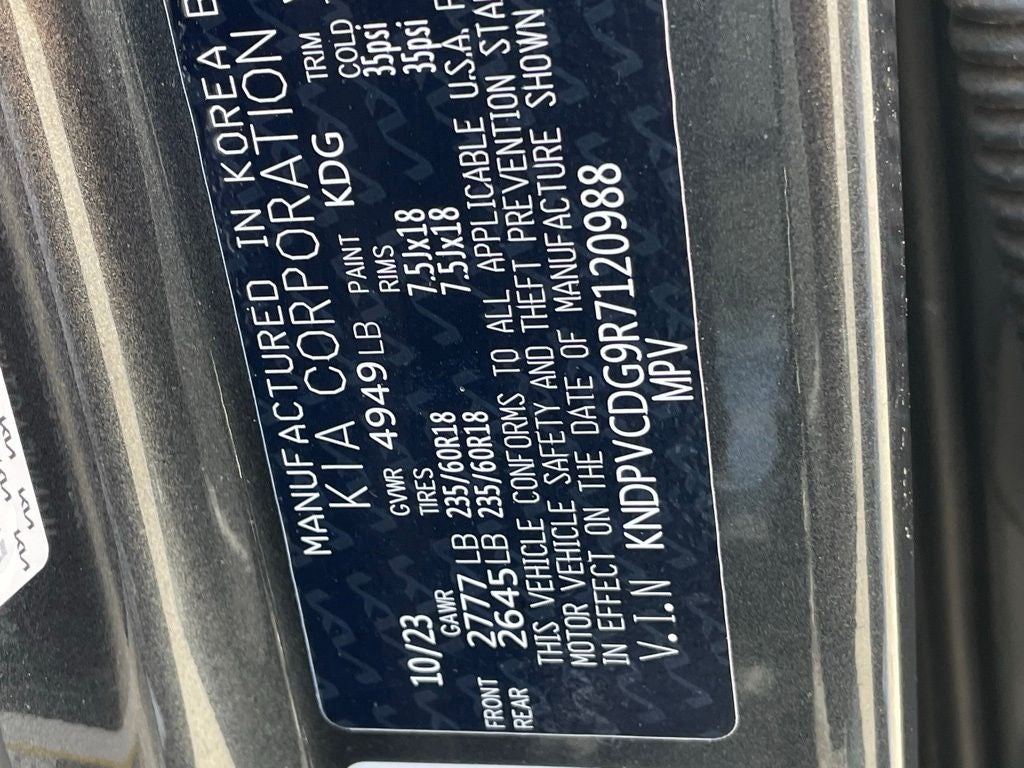 MANUFACTURED IN KOREA B
KIA CORPORATION
10/23 GVWR 4949LB PAINT KDG TRIM
GAWR TIRES RIMS COLD
FRONT 2777LB 235/60R18 7.5Jx18 35psi
REAR 2645LB 235/60R18 7.5Jx18 35psi
THIS VEHICLE CONFORMS TO ALL APPLICABLE U.S.A. F
MOTOR VEHICLE SAFETY AND THEFT PREVENTION STA
IN EFFECT ON THE DATE OF MANUFACTURE SHOWN
V.I.N KNDPVCDG9R7120988
MPV